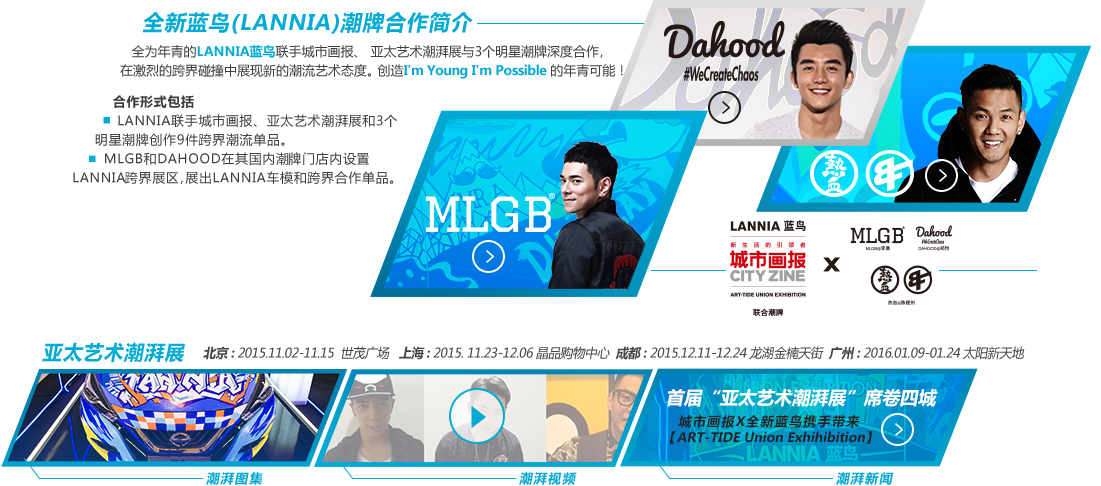 全新蓝鸟(LANNIA)潮牌合作简介
全为年青的LANNIA蓝鸟联手城市画报、 亚太艺术潮湃展与3个明星潮牌深度合作,
在激烈的跨界碰撞中展现新的潮流艺术态度。创造I'm Young I'm Possible 的年青可能！
合作形式包括
LANNIA联手城市画报、亚太艺术潮湃展和3个
明星潮牌创作9件跨界潮流单品。
MLGB和DAHOOD在其国内潮牌门店内设置
LANNIA跨界展区,展出LANNIA车模和跨界合作单品。
Dahood
#WeCreateChaos
MLGB®
熱血
LANNIA 蓝鸟
新生活的引领者
城市画报
CITY ZINE
ART-TIDE UNION EXHIBITION
联合潮牌
X
MLGB
Dahood
#WeCreateChaos
熱血
亚太艺术潮湃展
北京 : 2015.11.02-11.15 世茂广场 上海 : 2015. 11.23-12.06 晶品购物中心 成都 : 2015.12.11-12.24 龙湖金楠天街 广州 : 2016.01.09-01.24 太阳新天地
LANNIA
首届“亚太艺术潮湃展”席卷四城
城市画报X全新蓝鸟携手带来
【ART-TIDE Union Exhihibition】
LANNIA 蓝鸟
潮湃图集
潮湃视频
潮湃新闻